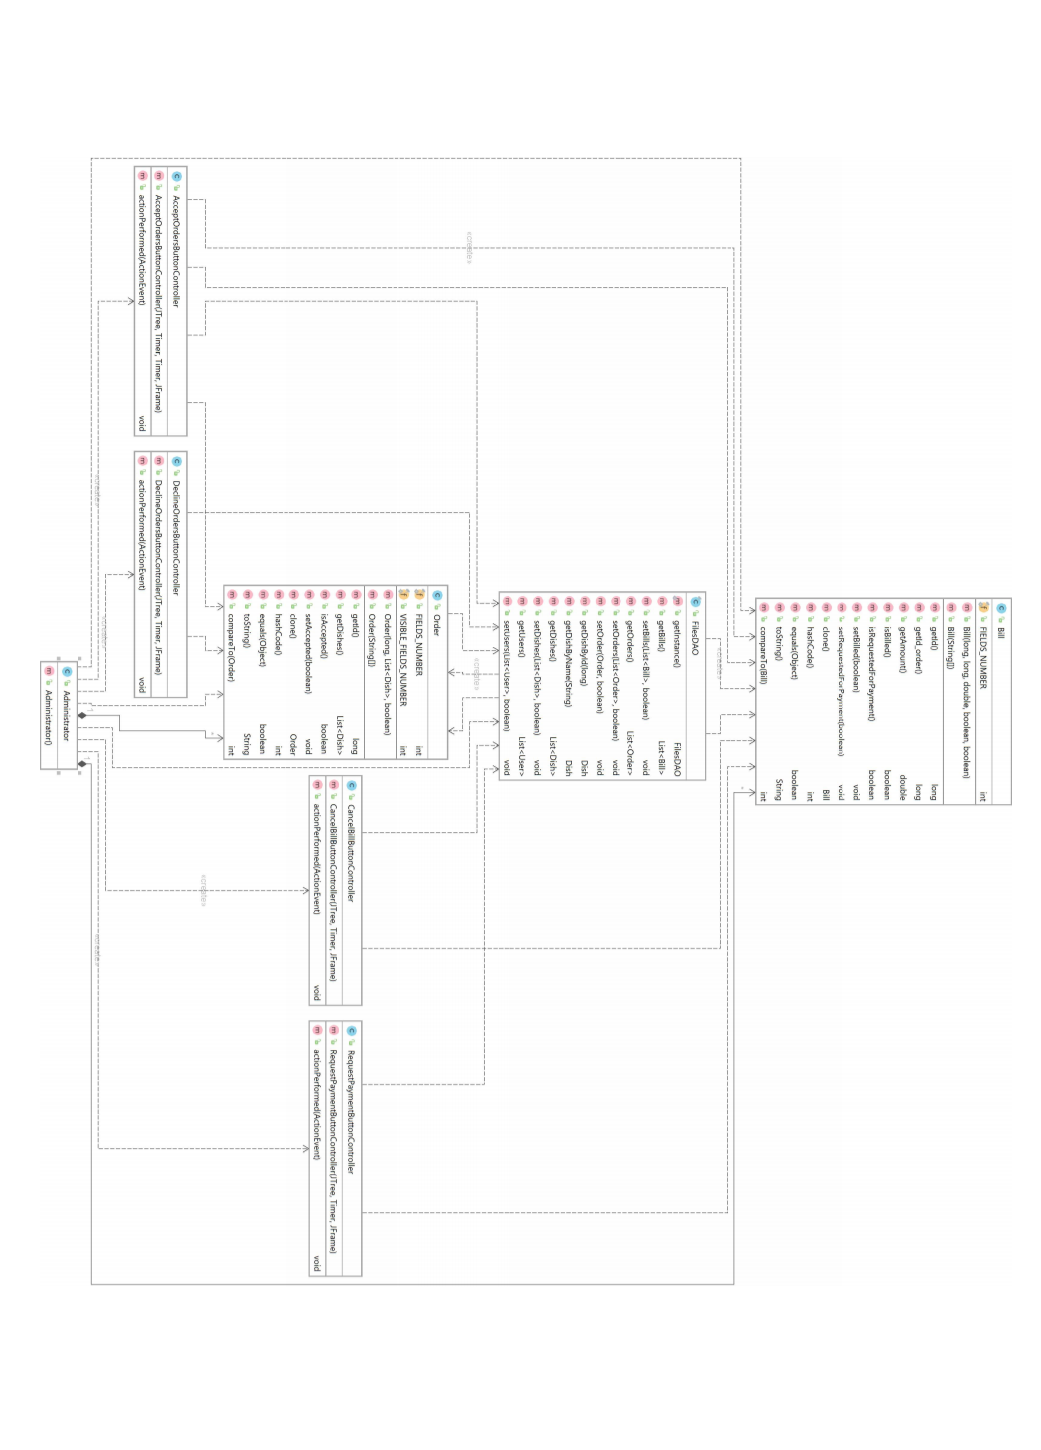 Administrator
Administrator()
AcceptOrdersButtonController
AcceptOrdersButtonController(JTree, Timer, Timer, JFrame)
actionPerformed(ActionEvent) void
DeclineOrdersButtonController
DeclineOrdersButtonController(JTree, Timer, JFrame)
actionPerformed(ActionEvent) void
CancelBillButtonController
CancelBillButtonController(JTree, Timer, JFrame)
actionPerformed(ActionEvent) void
RequestPaymentButtonController
RequestPaymentButtonController(JTree, Timer, JFrame)
actionPerformed(ActionEvent) void
Order
FIELDS_NUMBER int
VISIBLE_FIELDS_NUMBER int
Order(long, List<Dish>, boolean)
Order(String[])
getId() long
getDishes() List<Dish>
isAccepted() boolean
setAccepted(boolean) void
clone() Order
hashCode() int
equals(Object) boolean
toString() String
compareTo(Order) int
FilesDAO
getInstance() FilesDAO
getBills() List<Bill>
setBills(List<Bill>, boolean) void
getOrders() List<Order>
setOrders(List<Order>, boolean) void
setOrder(Order, boolean) void
getDishById(long) Dish
getDishByName(String) Dish
getDishes() List<Dish>
setDishes(List<Dish>, boolean) void
getUsers() List<User>
setUsers(List<User>, boolean) void
Bill
FIELDS_NUMBER int
Bill(long, long, double, boolean, boolean)
Bill(String[])
getId() long
getId_order() long
getAmount() double
isBilled() boolean
setBilled(boolean) void
isRequestedForPayment() boolean
setRequestedForPayment(boolean) void
clone() Bill
hashCode() int
equals(Object) boolean
toString() String
compareTo(Bill) int
«create»
«create»
«create»
«create»
«create»
«create»